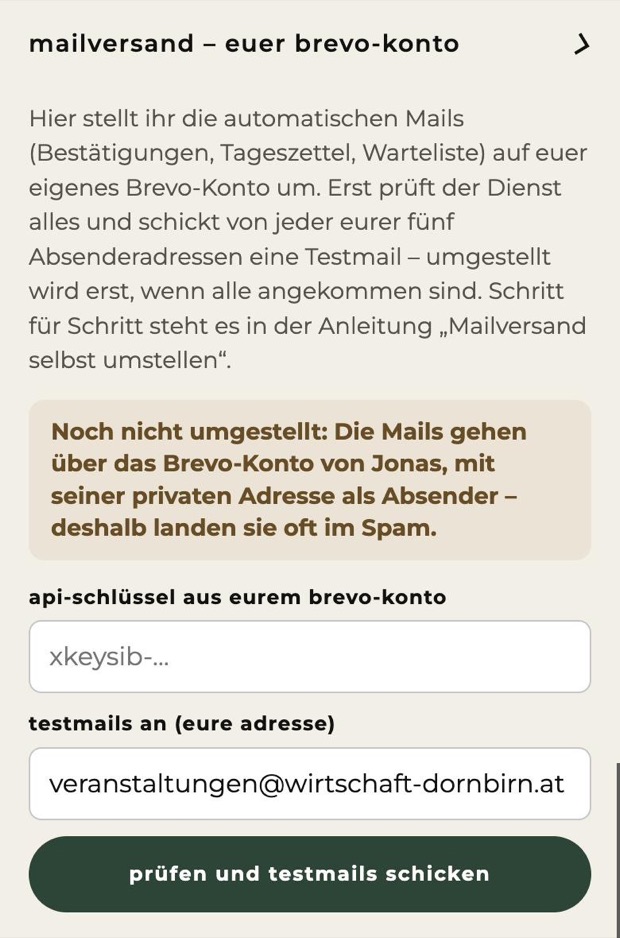 mailversand – euer brevo-konto
Hier stellt ihr die automatischen Mails
(Bestätigungen, Tageszettel, Warteliste) auf euer
eigenes Brevo-Konto um. Erst prüft der Dienst
alles und schickt von jeder eurer fünf
Absenderadressen eine Testmail – umgestellt
wird erst, wenn alle angekommen sind. Schritt
für Schritt steht es in der Anleitung „Mailversand
selbst umstellen“.
Noch nicht umgestellt: Die Mails gehen
über das Brevo-Konto von Jonas, mit
seiner privaten Adresse als Absender –
deshalb landen sie oft im Spam.
api-schlüssel aus eurem brevo-konto
xkeysib-...
testmails an (eure adresse)
veranstaltungen@wirtschaft-dornbirn.at
prüfen und testmails schicken